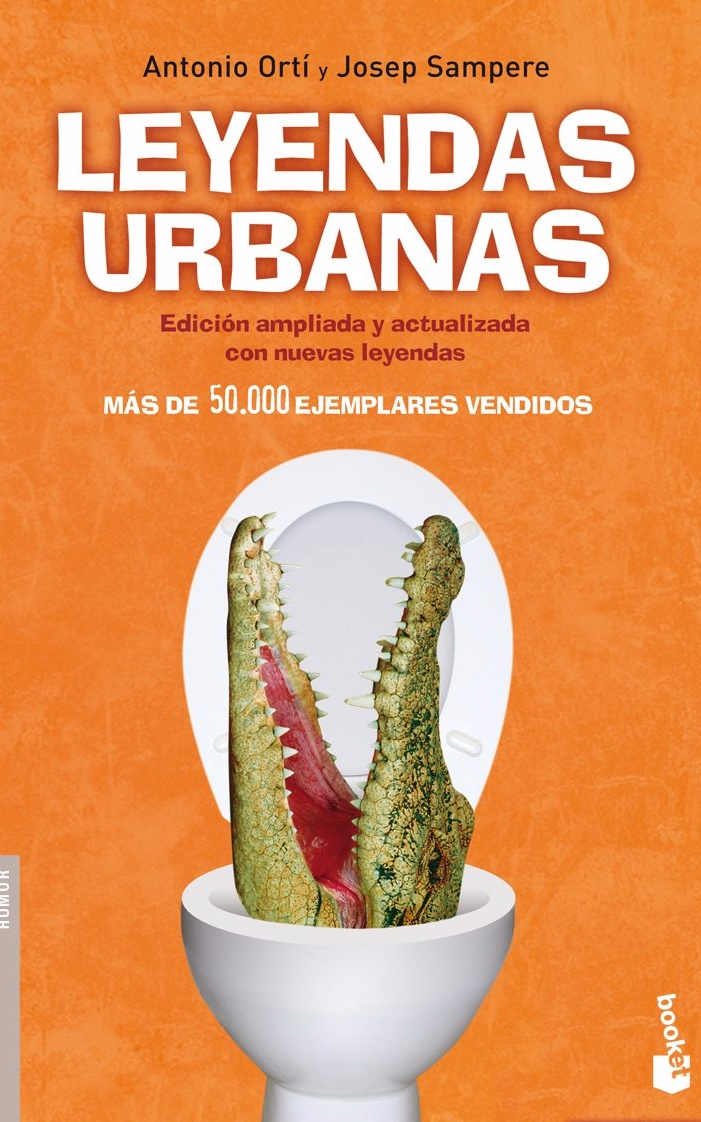 Antonio Ortí y Josep Sampere
LEYENDAS
URBANAS
Edición ampliada y actualizada
con nuevas leyendas
MÁS DE 50.000 EJEMPLARES VENDIDOS
HUMOR
booket